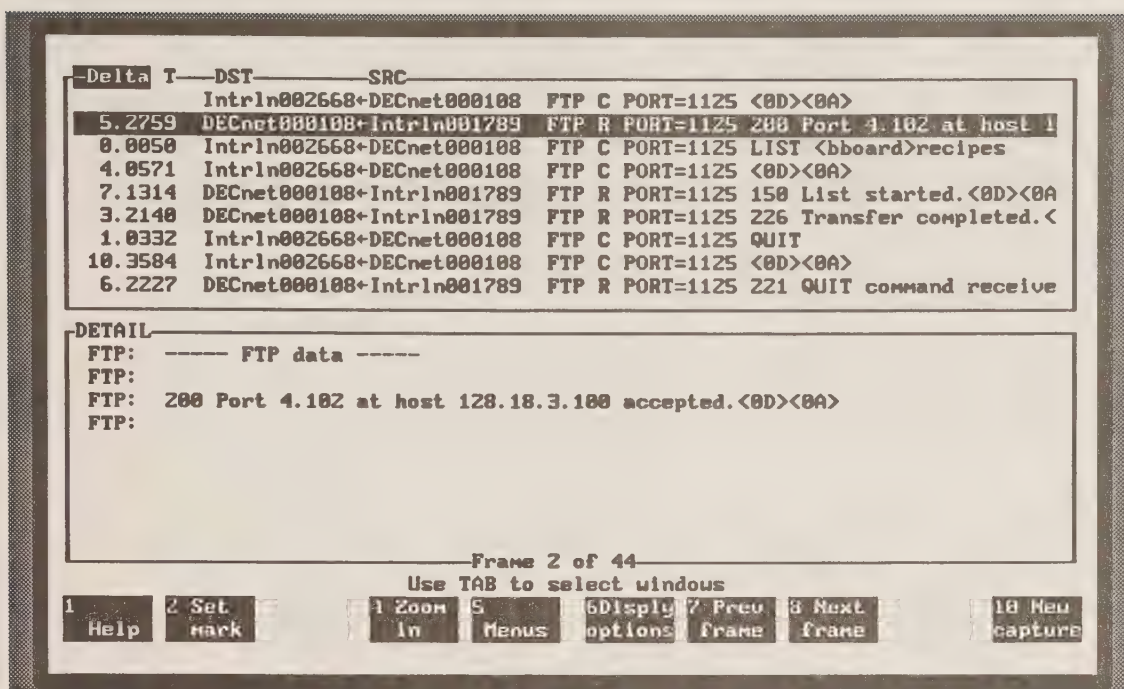 Delta T DST SRC
Intrln002668←DECnet000108 FTP C PORT=1125 <0D><0A>
5.2759 DECnet000108←Intrln001789 FTP R PORT=1125 200 Port 4.102 at host 1
0.0050 Intrln002668←DECnet000108 FTP C PORT=1125 LIST <bboard>recipes
4.0571 Intrln002668←DECnet000108 FTP C PORT=1125 <0D><0A>
7.1314 DECnet000108←Intrln001789 FTP R PORT=1125 150 List started.<0D><0A
3.2140 DECnet000108←Intrln001789 FTP R PORT=1125 226 Transfer completed.<
1.0332 Intrln002668←DECnet000108 FTP C PORT=1125 QUIT
10.3584 Intrln002668←DECnet000108 FTP C PORT=1125 <0D><0A>
6.2227 DECnet000108←Intrln001789 FTP R PORT=1125 221 QUIT command receive
DETAIL
FTP: ----- FTP data -----
FTP:
FTP: 200 Port 4.102 at host 128.18.3.100 accepted.<0D><0A>
FTP:
Frame 2 of 44
Use TAB to select windows
1 2 Set 4 Zoom 5 6Disply 7 Prev 8 Next 10 New
Help mark in Menus options frame frame capture